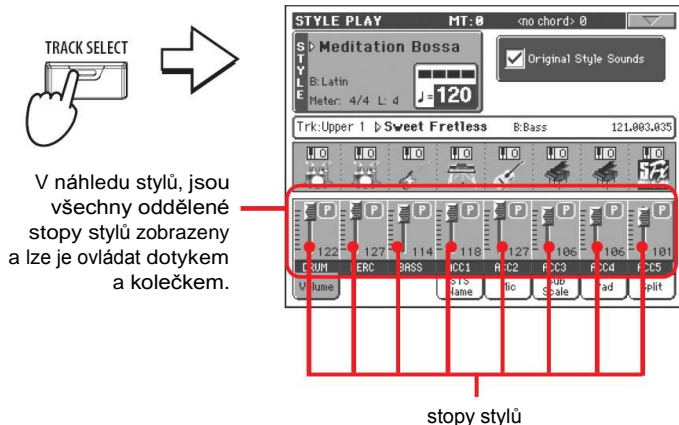 TRACK SELECT
STYLE PLAY MT:0 <no chord> 0
STYLE
Meditation Bossa
B:Latin
Meter: 4/4 L: 4
♩=120
Original Style Sounds
Trk:Upper 1 Sweet Fretless B:Bass 121.003.035
P P P P P P P P
122 127 114 118 127 106 106 101
DRUM PERC BASS ACC1 ACC2 ACC3 ACC4 ACC5
Volume STS Name Mic Sub Scale Pad Split
V náhledu stylů, jsou
všechny oddělené
stopy stylů zobrazeny
a lze je ovládat dotykem
a kolečkem.
stopy stylů